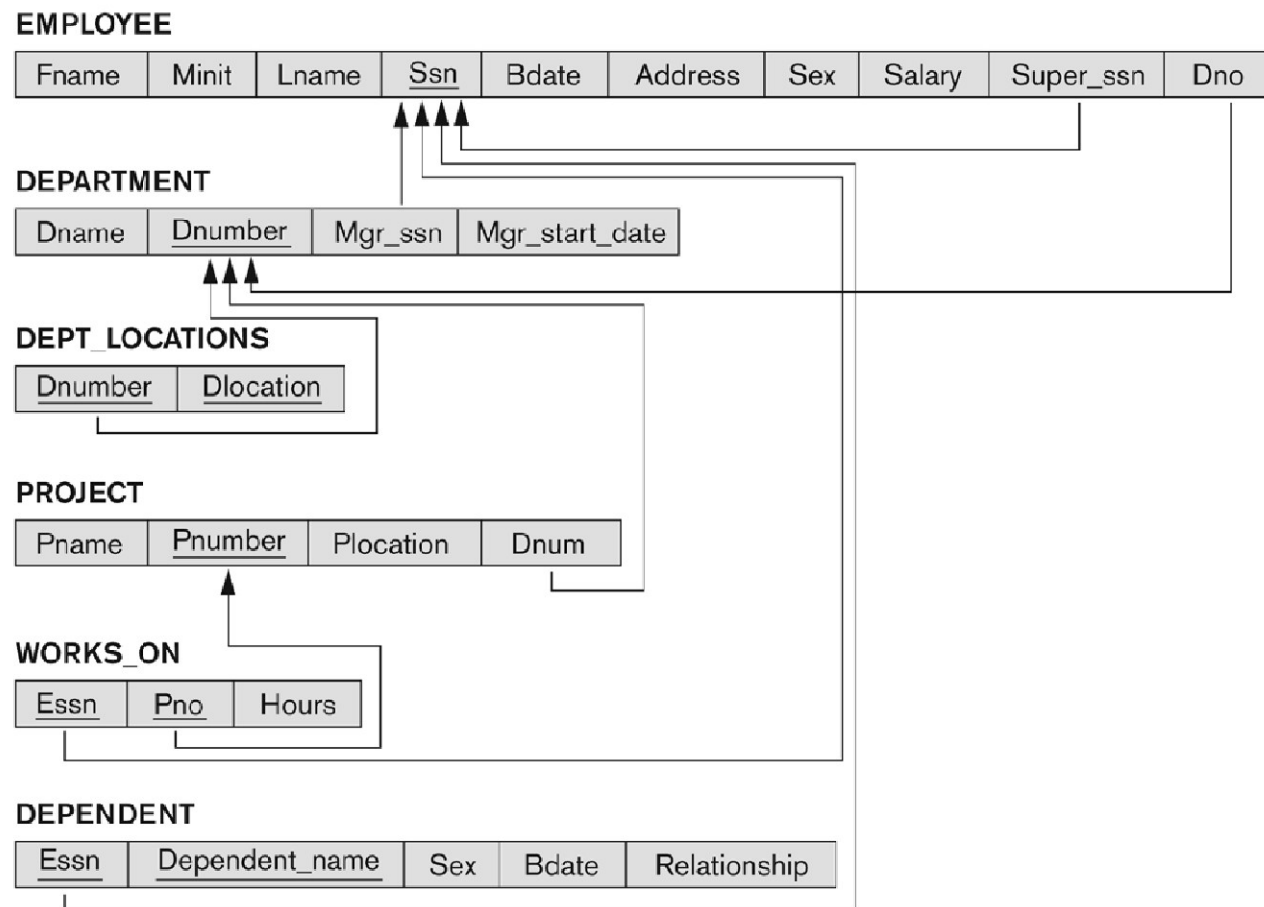 EMPLOYEE
Fname Minit Lname Ssn Bdate Address Sex Salary Super_ssn Dno
DEPARTMENT
Dname Dnumber Mgr_ssn Mgr_start_date
DEPT_LOCATIONS
Dnumber Dlocation
PROJECT
Pname Pnumber Plocation Dnum
WORKS_ON
Essn Pno Hours
DEPENDENT
Essn Dependent_name Sex Bdate Relationship